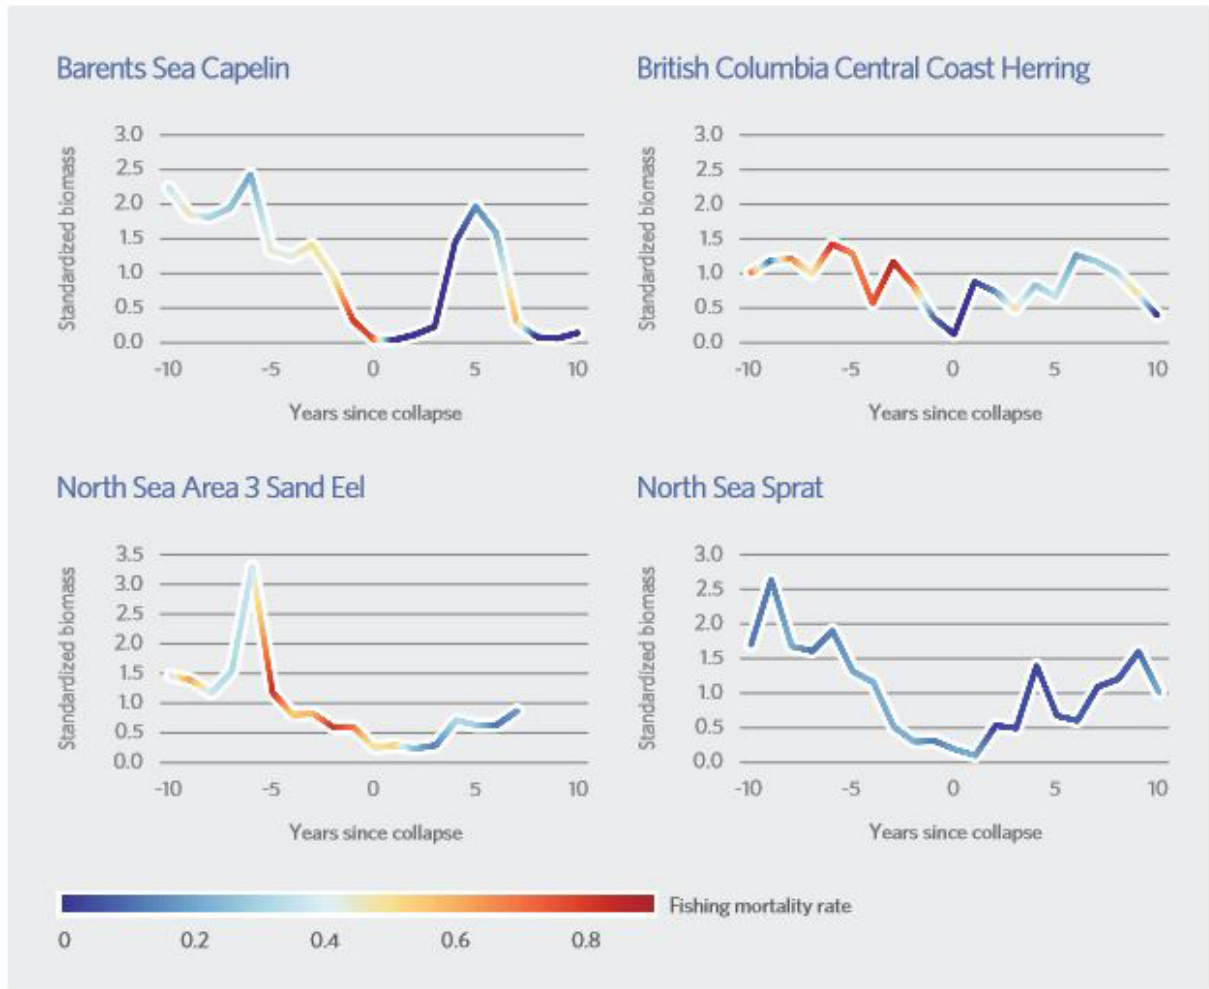 Barents Sea Capelin
Standardized biomass
3.0
2.5
2.0
1.5
1.0
0.5
0.0
-10 -5 0 5 10
Years since collapse
British Columbia Central Coast Herring
Standardized biomass
3.0
2.5
2.0
1.5
1.0
0.5
0.0
-10 -5 0 5 10
Years since collapse
North Sea Area 3 Sand Eel
Standardized biomass
3.5
3.0
2.5
2.0
1.5
1.0
0.5
0.0
-10 -5 0 5 10
Years since collapse
North Sea Sprat
Standardized biomass
3.0
2.5
2.0
1.5
1.0
0.5
0.0
-10 -5 0 5 10
Years since collapse
Fishing mortality rate
0 0.2 0.4 0.6 0.8